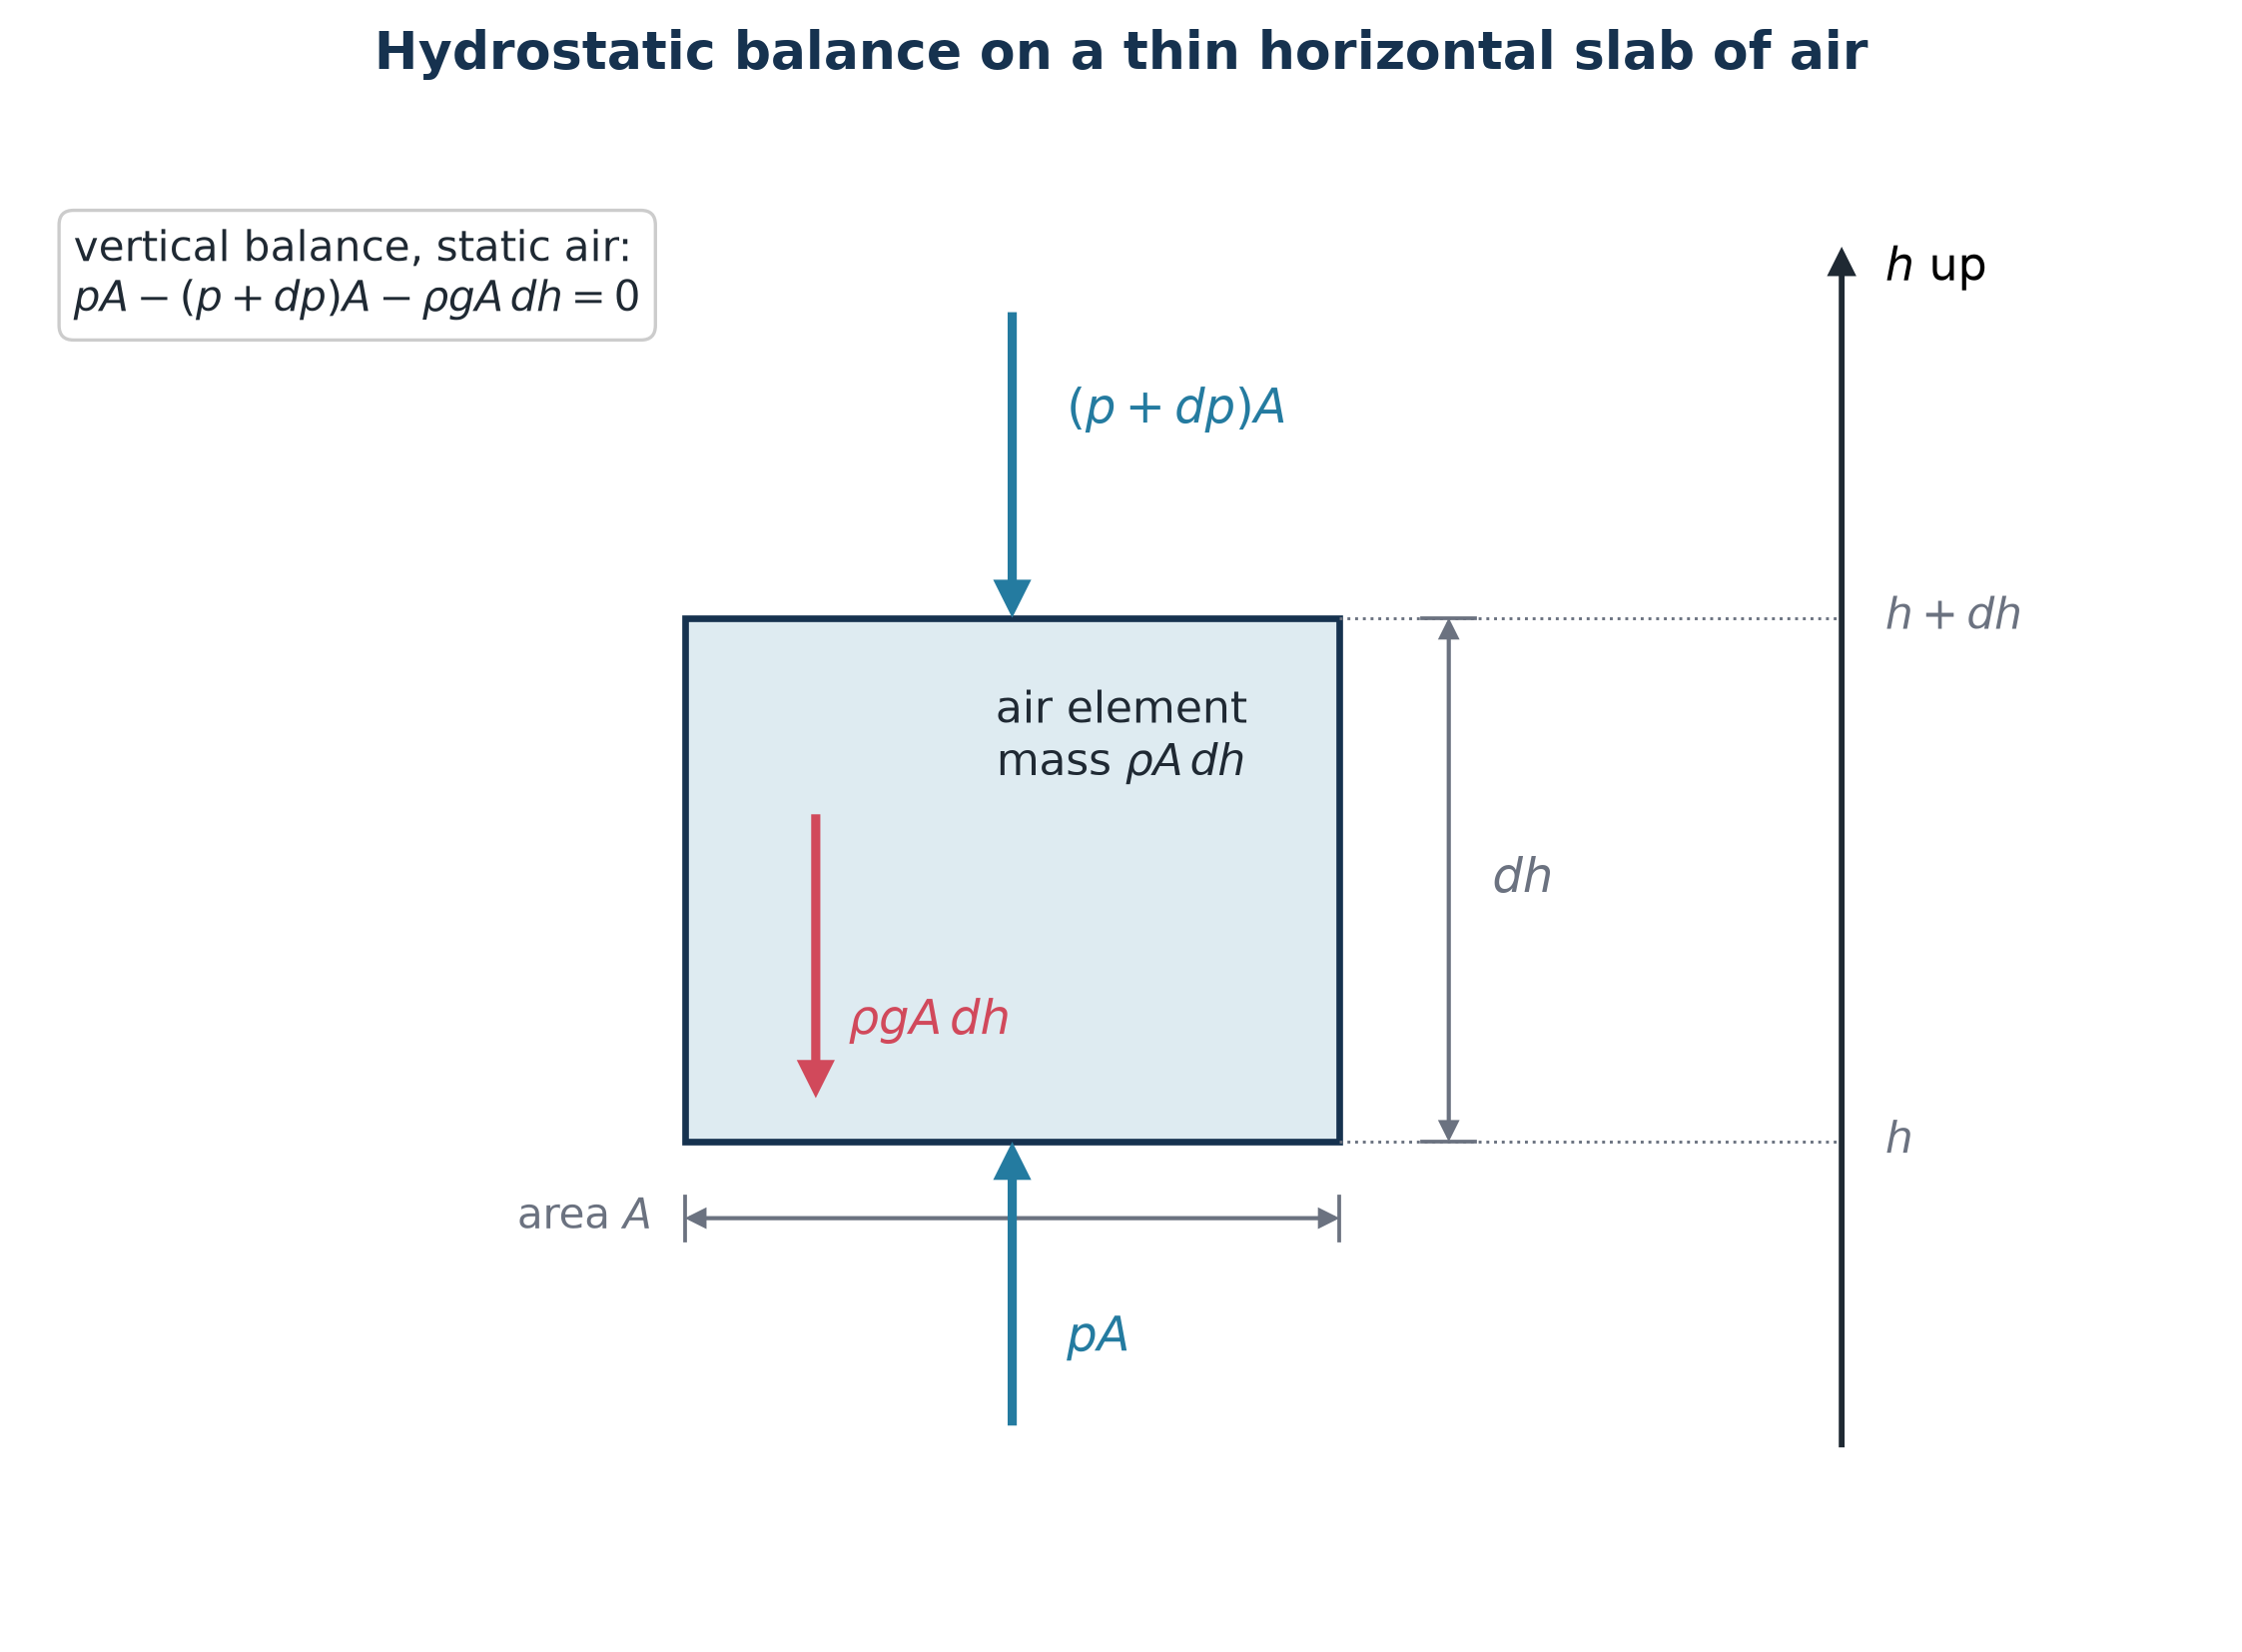 Hydrostatic balance on a thin horizontal slab of air
vertical balance, static air:
pA − (p + dp)A − ρgA dh = 0
h up
(p + dp)A
h + dh
air element
mass ρA dh
dh
ρgA dh
h
area A
pA